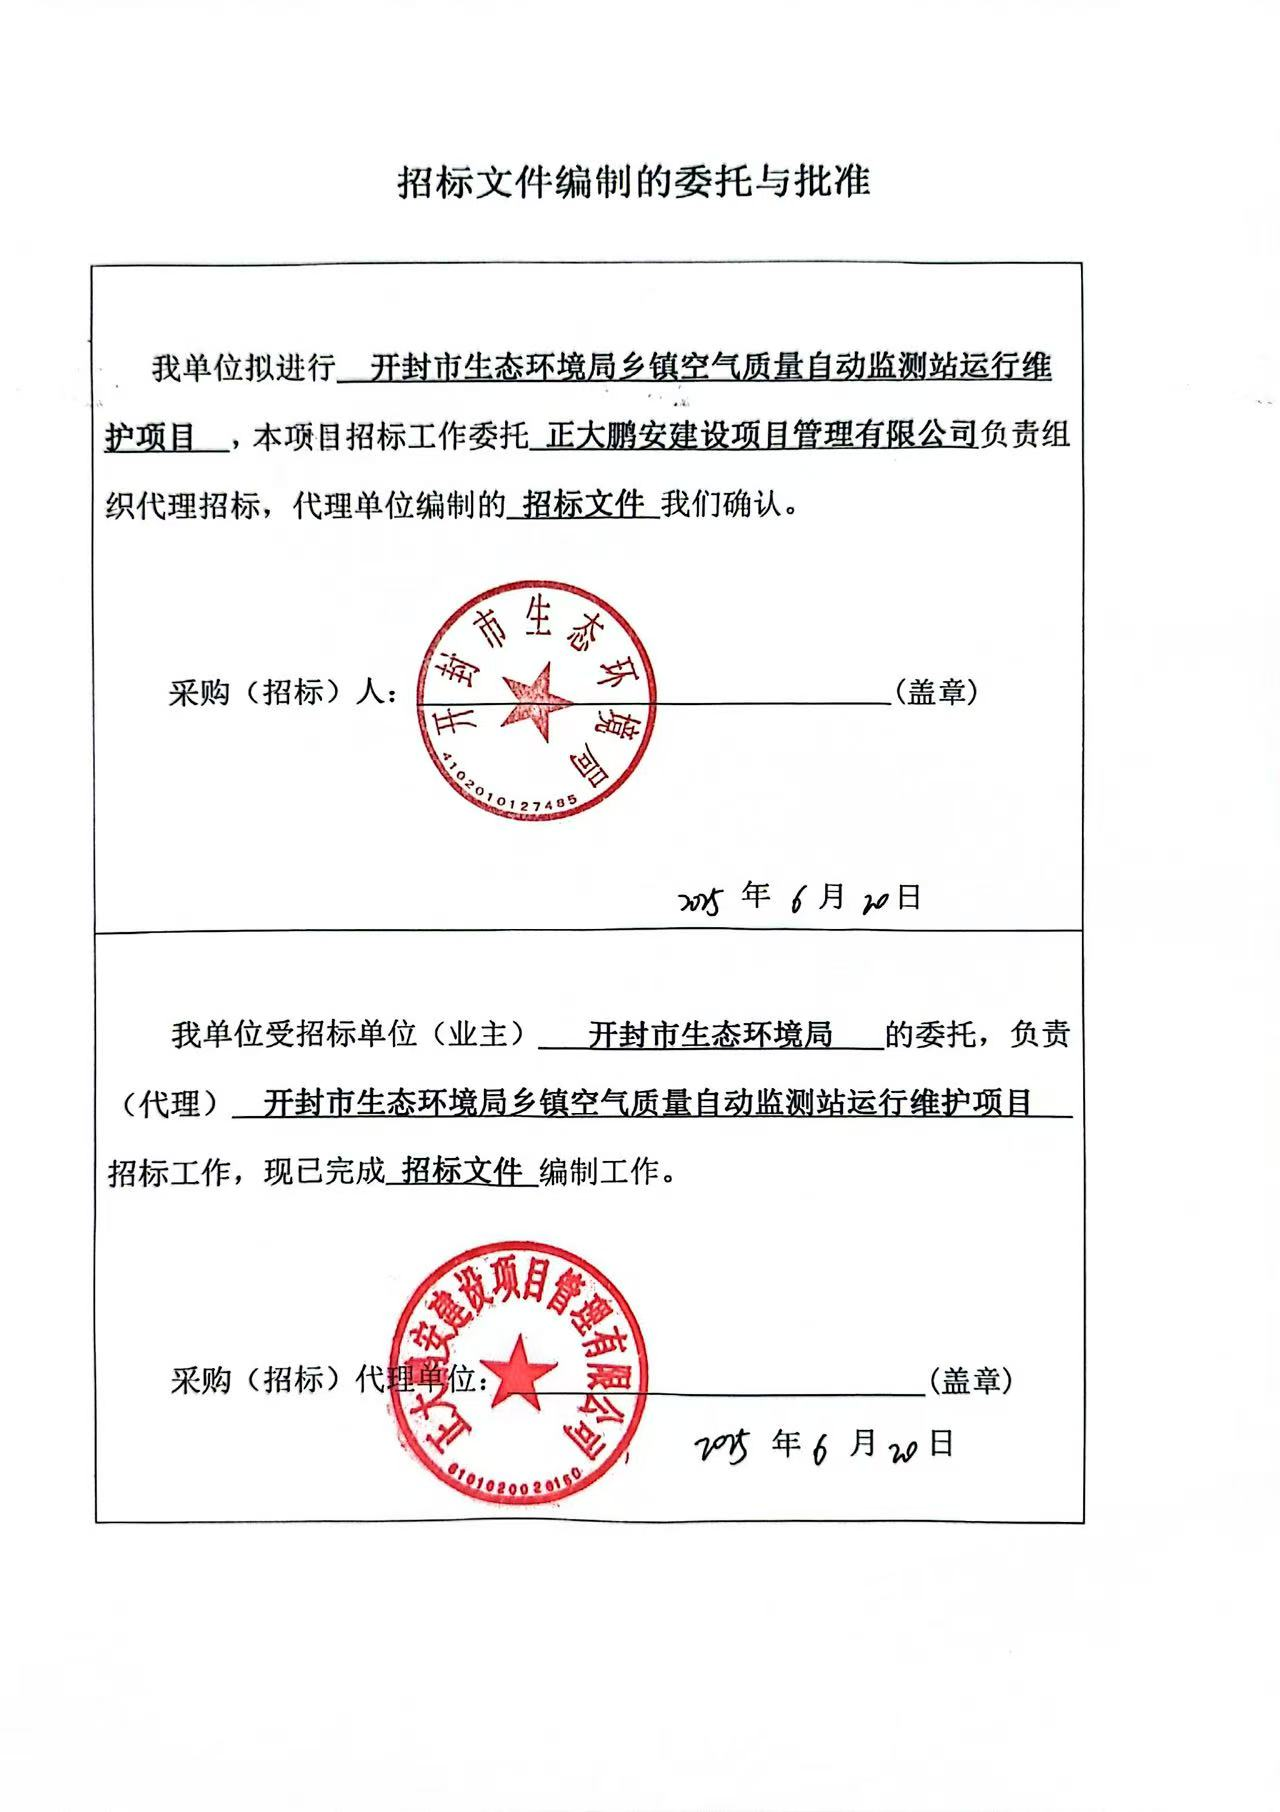 招标文件编制的委托与批准
我单位拟进行 开封市生态环境局乡镇空气质量自动监测站运行维
护项目 ，本项目招标工作委托 正大鹏安建设项目管理有限公司负责组
织代理招标，代理单位编制的 招标文件 我们确认。
采购（招标）人：(盖章)
开封市生态环境局
4102010127485
2025 年 6 月 20 日
我单位受招标单位（业主） 开封市生态环境局 的委托，负责
（代理） 开封市生态环境局乡镇空气质量自动监测站运行维护项目
招标工作，现已完成 招标文件 编制工作。
采购（招标）代理单位：(盖章)
正大鹏安建设项目管理有限公司
6101020020160
2025 年 6 月 20 日